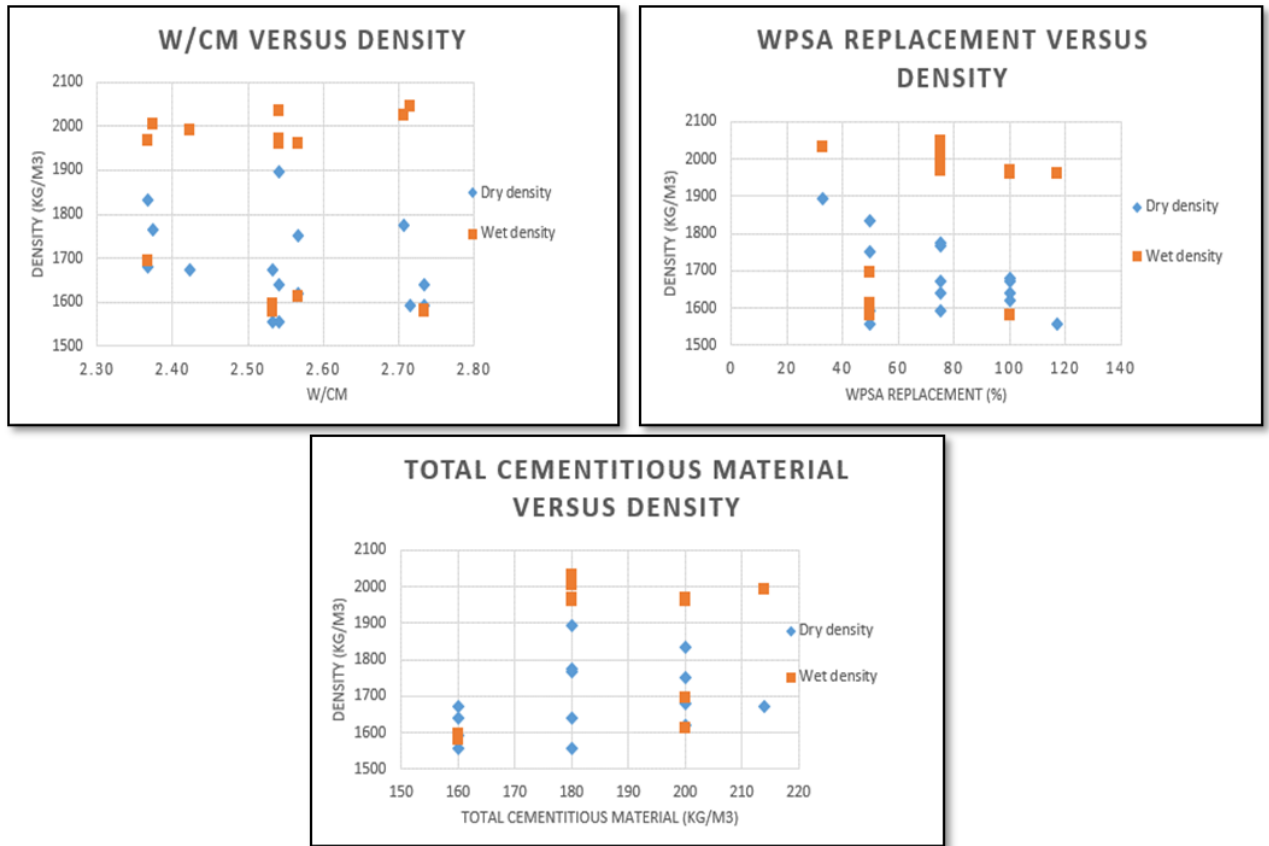 W/CM VERSUS DENSITY
2100
2000
1900
1800
1700
1600
1500
DENSITY (KG/M3)
2.30 2.40 2.50 2.60 2.70 2.80
W/CM
Dry density
Wet density
WPSA REPLACEMENT VERSUS
DENSITY
2100
2000
1900
1800
1700
1600
1500
DENSITY (KG/M3)
0 20 40 60 80 100 120 140
WPSA REPLACEMENT (%)
Dry density
Wet density
TOTAL CEMENTITIOUS MATERIAL
VERSUS DENSITY
2100
2000
1900
1800
1700
1600
1500
DENSITY (KG/M3)
150 160 170 180 190 200 210 220
TOTAL CEMENTITIOUS MATERIAL (KG/M3)
Dry density
Wet density